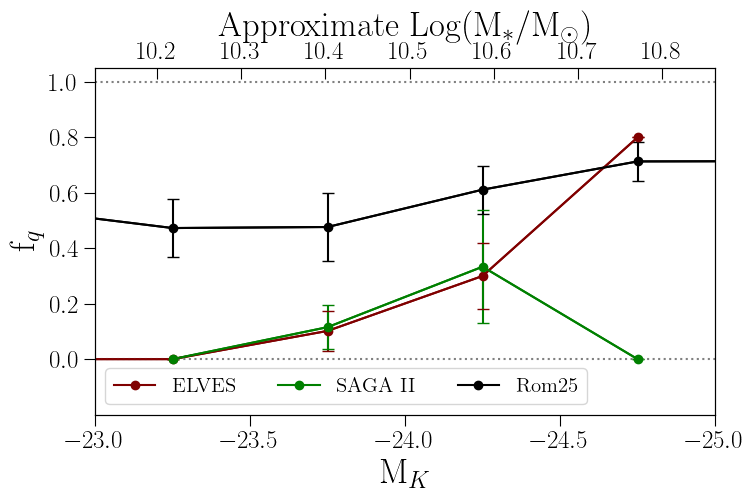 Approximate Log(M*/M☉)
10.2 10.3 10.4 10.5 10.6 10.7 10.8
1.0
0.8
0.6
0.4
0.2
0.0
f_q
ELVES SAGA II Rom25
−23.0 −23.5 −24.0 −24.5 −25.0
M_K